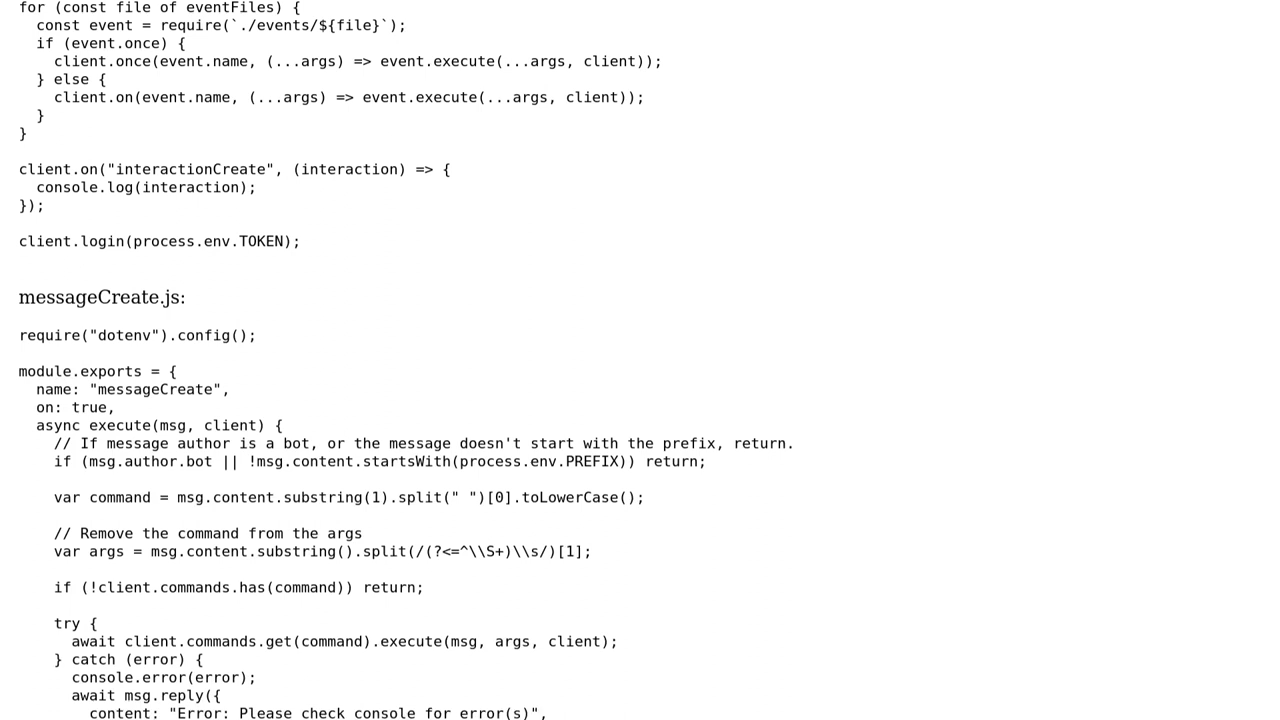 for (const file of eventFiles) {
  const event = require(`./events/${file}`);
  if (event.once) {
    client.once(event.name, (...args) => event.execute(...args, client));
  } else {
    client.on(event.name, (...args) => event.execute(...args, client));
  }
}

client.on("interactionCreate", (interaction) => {
  console.log(interaction);
});

client.login(process.env.TOKEN);

messageCreate.js:

require("dotenv").config();

module.exports = {
  name: "messageCreate",
  on: true,
  async execute(msg, client) {
    // If message author is a bot, or the message doesn't start with the prefix, return.
    if (msg.author.bot || !msg.content.startsWith(process.env.PREFIX)) return;

    var command = msg.content.substring(1).split(" ")[0].toLowerCase();

    // Remove the command from the args
    var args = msg.content.substring().split(/(?<=^\\S+)\\s/)[1];

    if (!client.commands.has(command)) return;

    try {
      await client.commands.get(command).execute(msg, args, client);
    } catch (error) {
      console.error(error);
      await msg.reply({
        content: "Error: Please check console for error(s)",